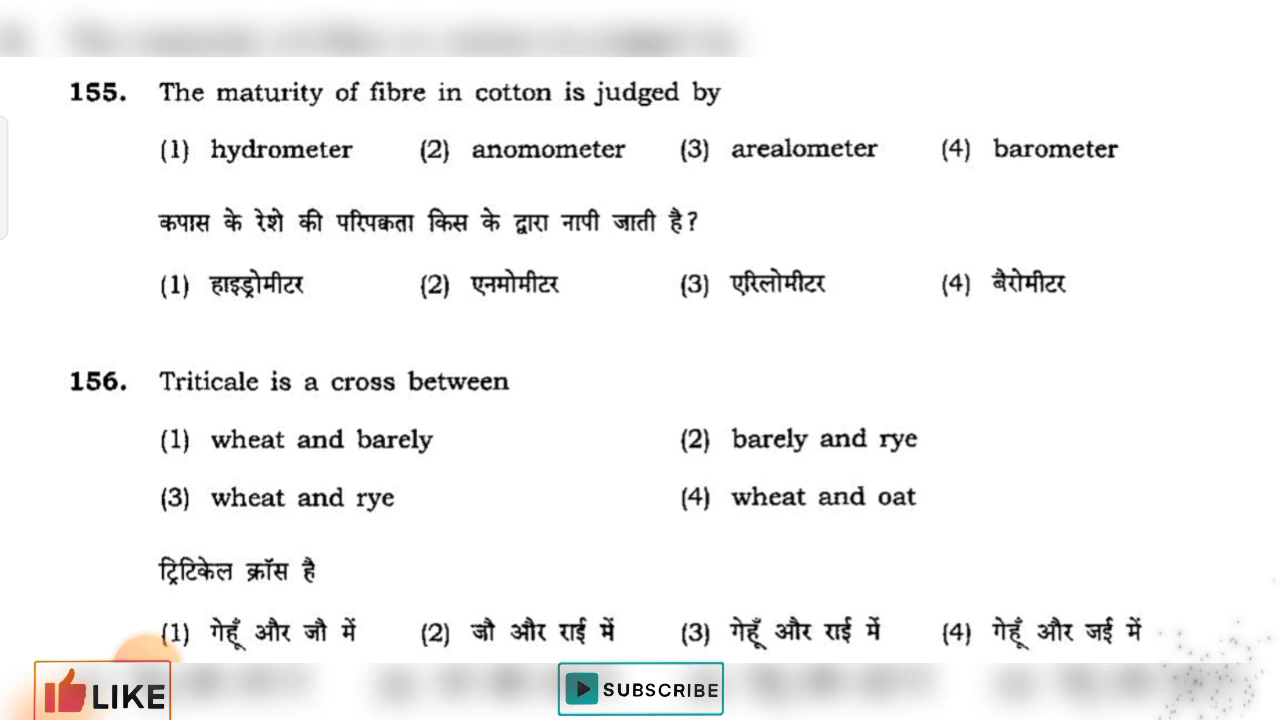 155. The maturity of fibre in cotton is judged by
(1) hydrometer (2) anomometer (3) arealometer (4) barometer
कपास के रेशे की परिपक्वता किस के द्वारा नापी जाती है?
(1) हाइड्रोमीटर (2) एनमोमीटर (3) एरिलोमीटर (4) बैरोमीटर
156. Triticale is a cross between
(1) wheat and barely (2) barely and rye
(3) wheat and rye (4) wheat and oat
ट्रिटिकेल क्रॉस है
(1) गेहूँ और जौ में (2) जौ और राई में (3) गेहूँ और राई में (4) गेहूँ और जई में
LIKE SUBSCRIBE